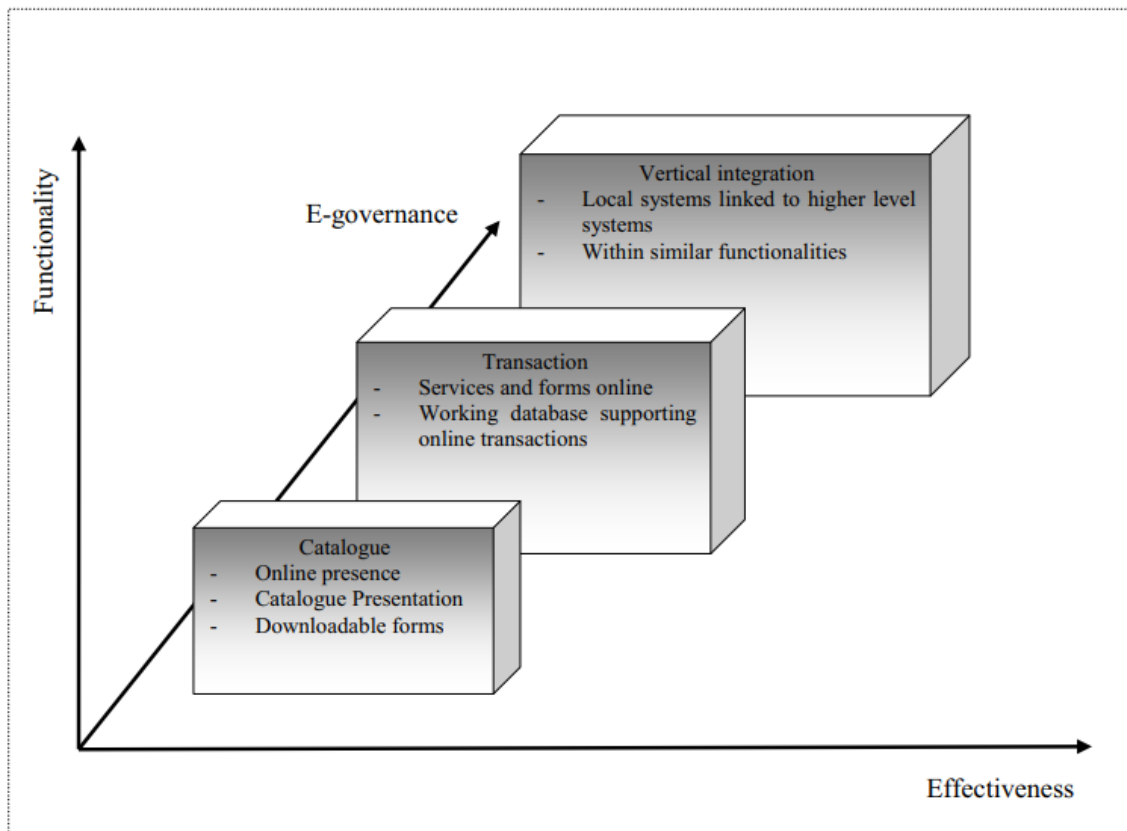 Functionality
E-governance
Vertical integration
- Local systems linked to higher level
systems
- Within similar functionalities
Transaction
- Services and forms online
- Working database supporting
online transactions
Catalogue
- Online presence
- Catalogue Presentation
- Downloadable forms
Effectiveness